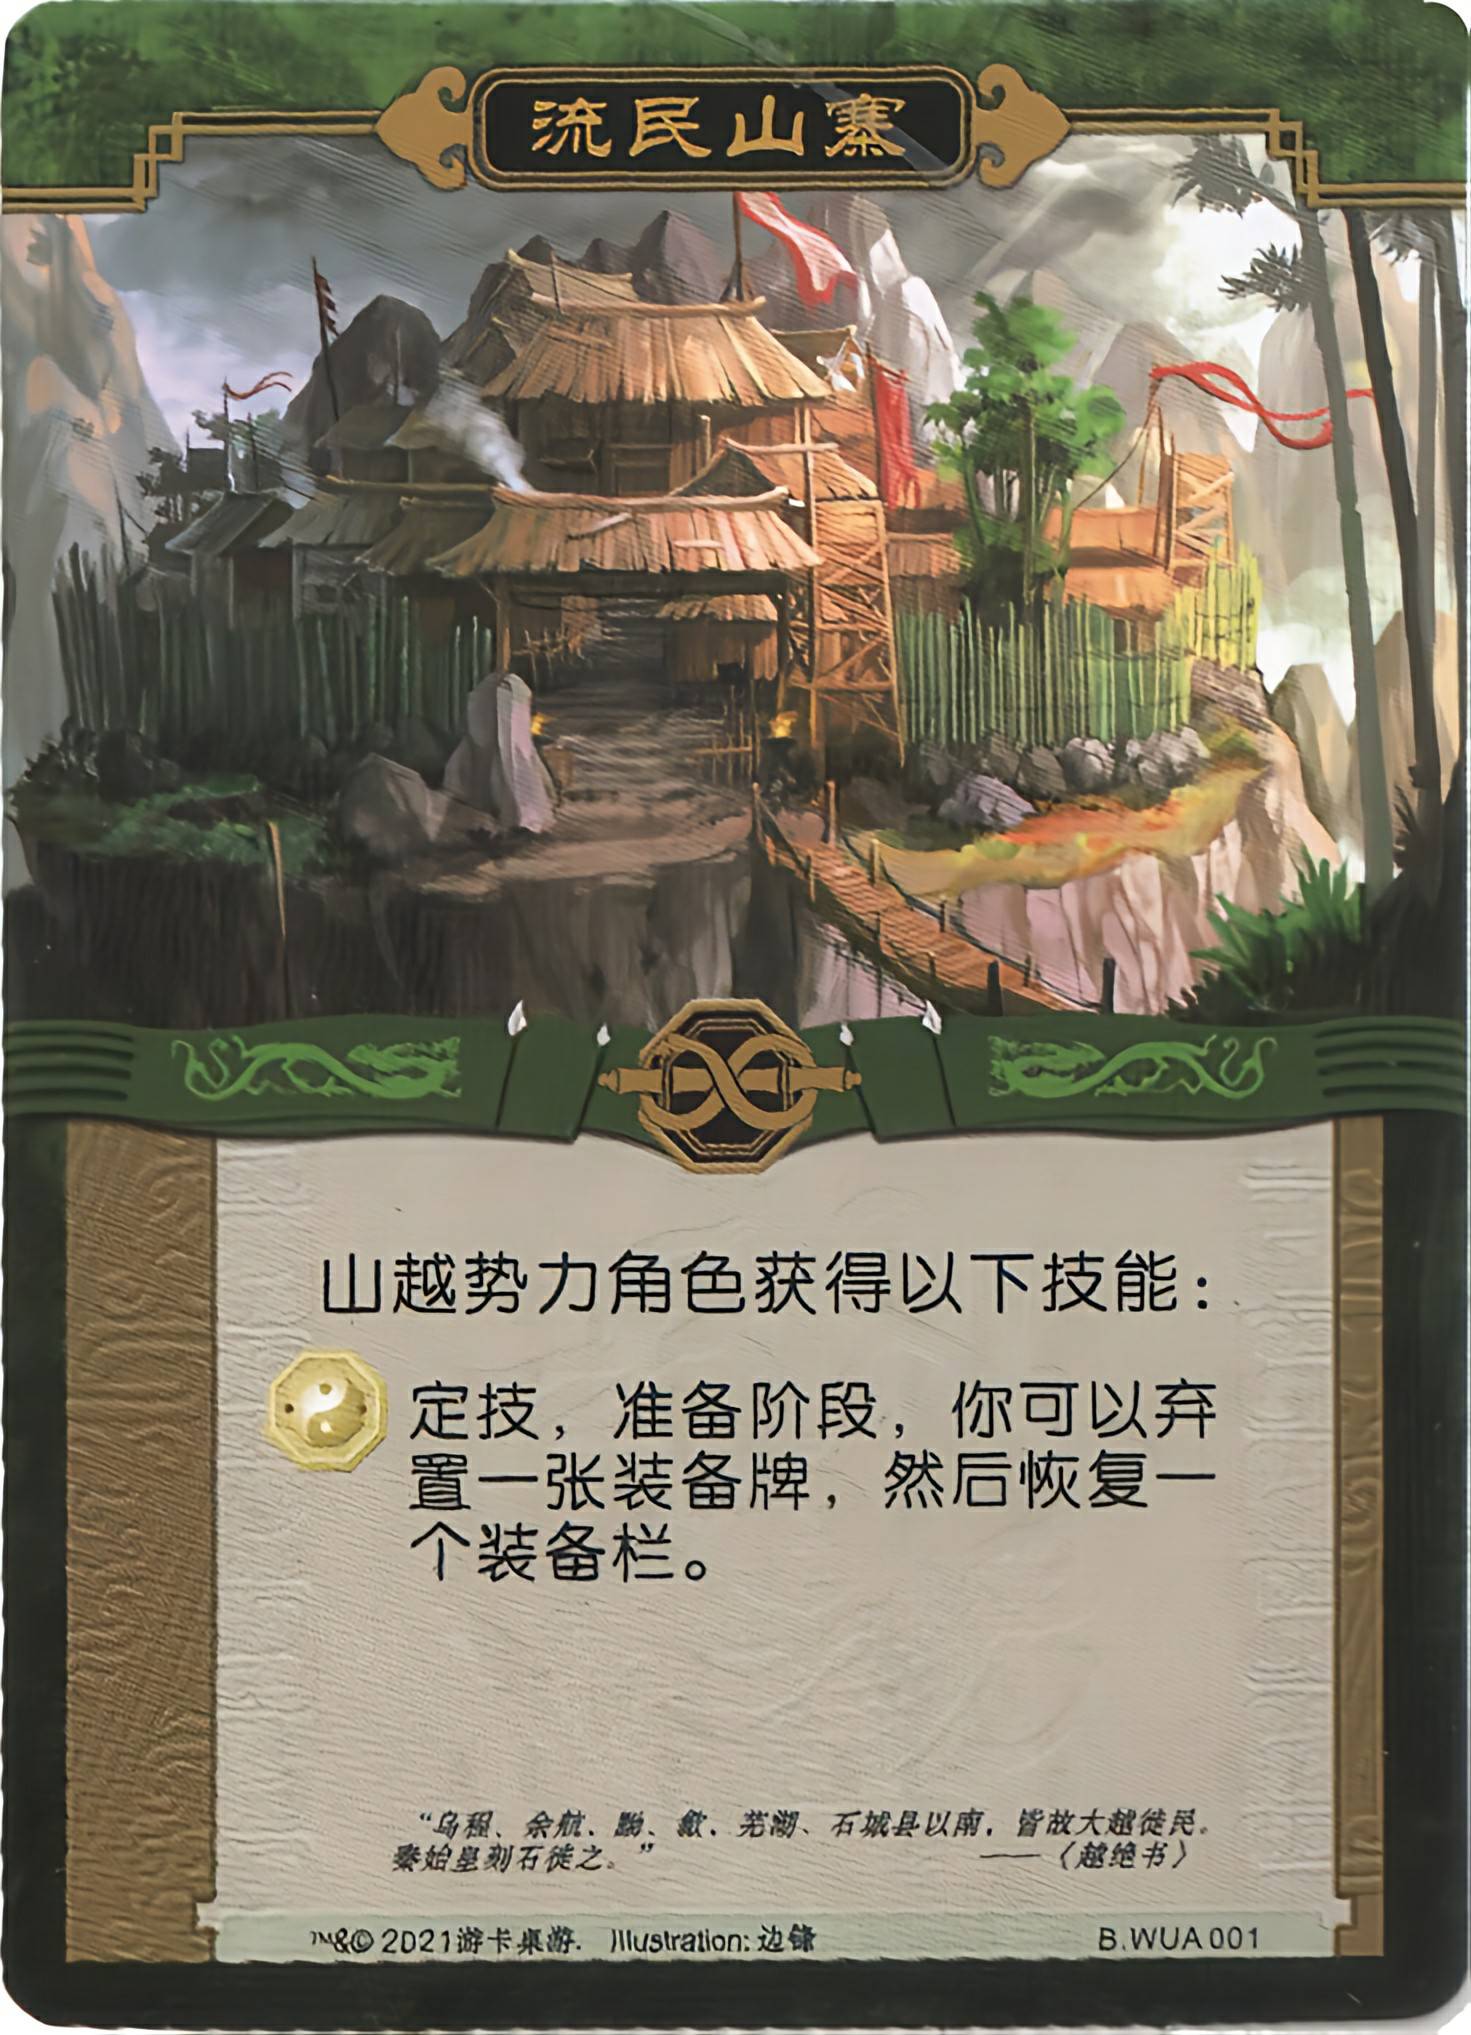 流民山寨
山越势力角色获得以下技能：
定技，准备阶段，你可以弃
置一张装备牌，然后恢复一
个装备栏。
“乌程、余杭、黝、歙、芜湖、石城县以南，皆故大越徙民。
秦始皇刻石徙之。” ——《越绝书》
™&© 2021游卡桌游. Illustration: 边锋 B.WUA001